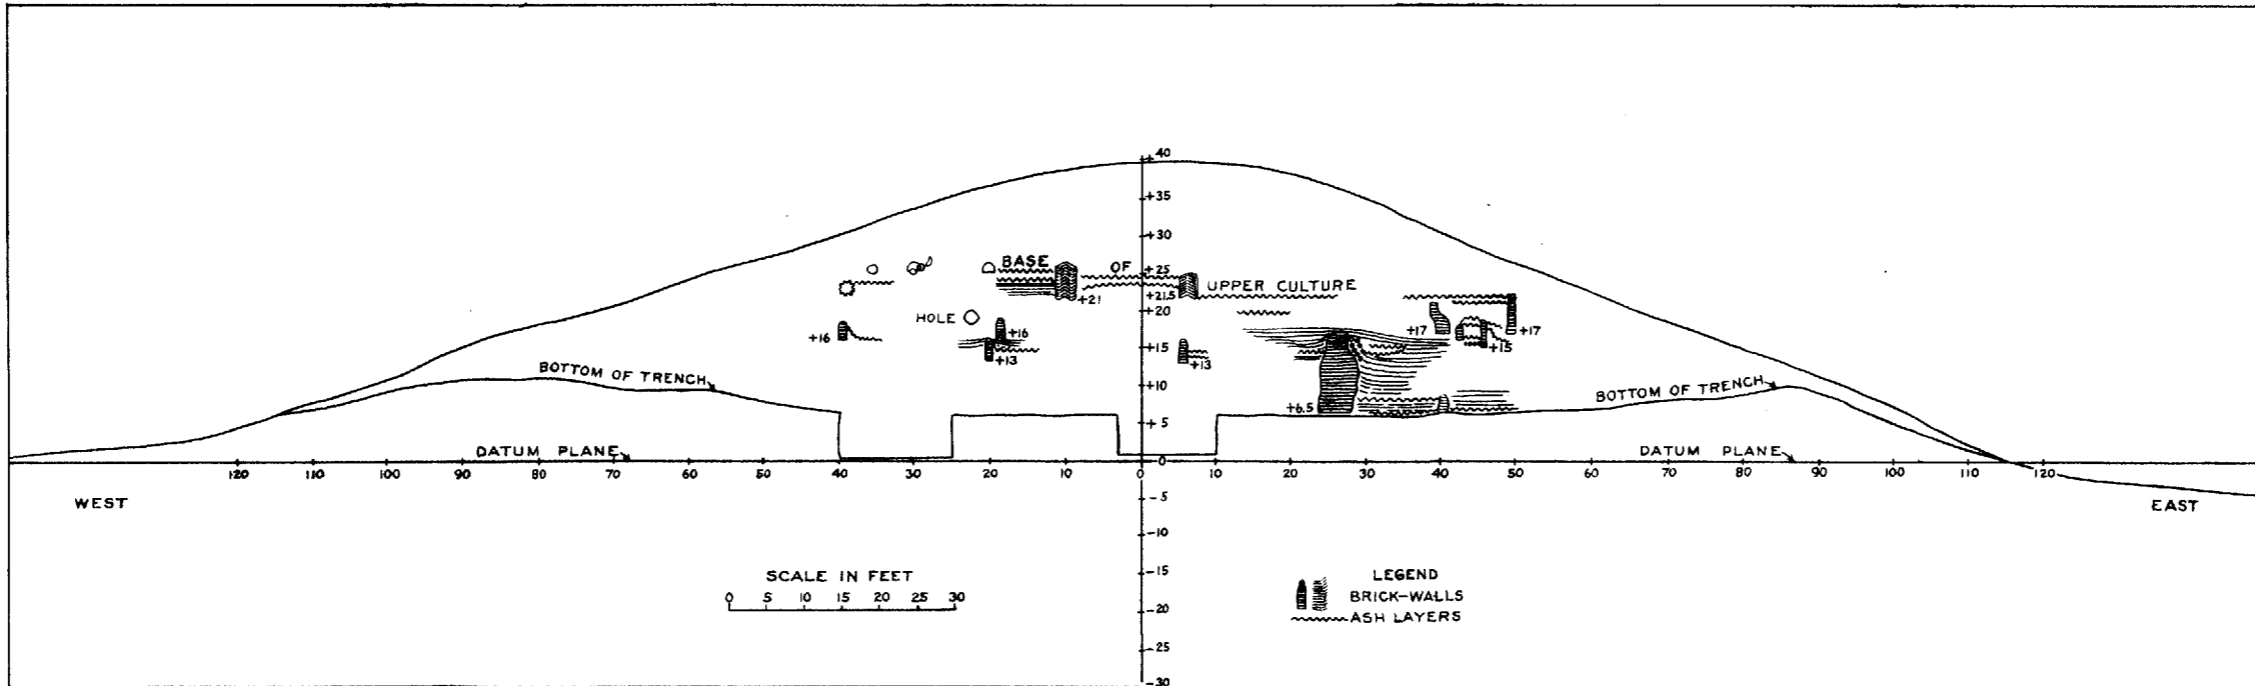 +40
+35
+30
BASE OF +25
+21 +21.5 UPPER CULTURE
HOLE +20
+16 +16 +17 +17
+15 +15
+13 +13
BOTTOM OF TRENCH +10 BOTTOM OF TRENCH
+6.5
+5
DATUM PLANE 0 DATUM PLANE
120 110 100 90 80 70 60 50 40 30 20 10 0 10 20 30 40 50 60 70 80 90 100 110 120
WEST -5 EAST
-10
-15
-20
-25
-30
SCALE IN FEET
0 5 10 15 20 25 30
LEGEND
BRICK-WALLS
ASH LAYERS